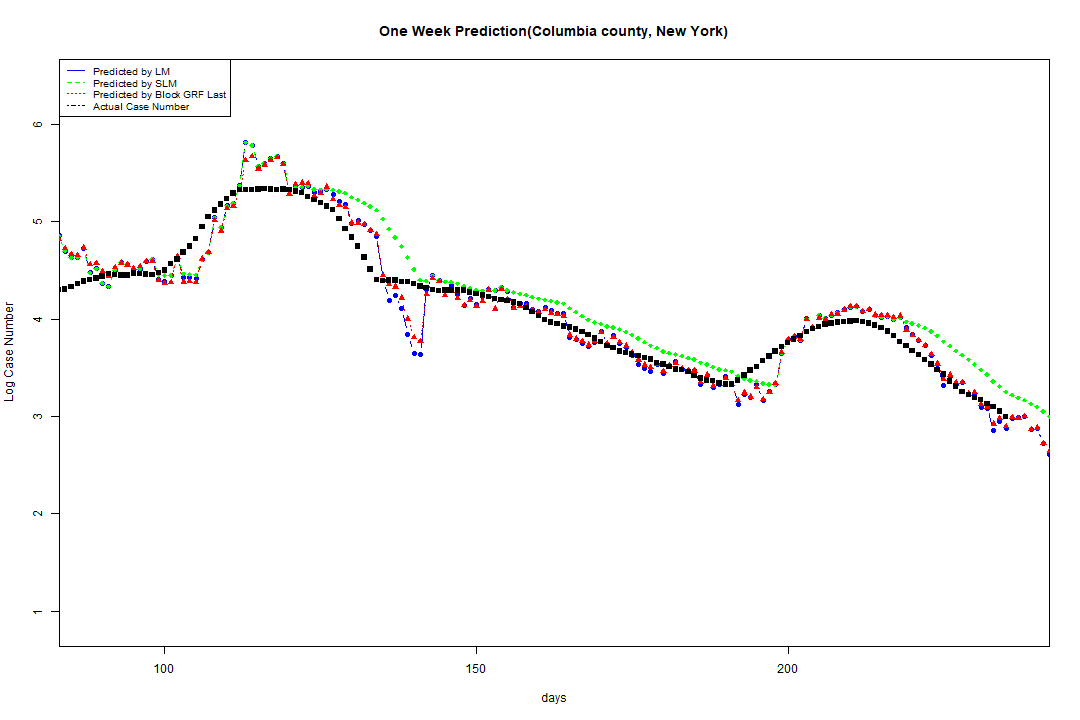 One Week Prediction(Columbia county, New York)
Predicted by LM
Predicted by SLM
Predicted by Block GRF Last
Actual Case Number
6
5
4
3
2
1
Log Case Number
100 150 200
days